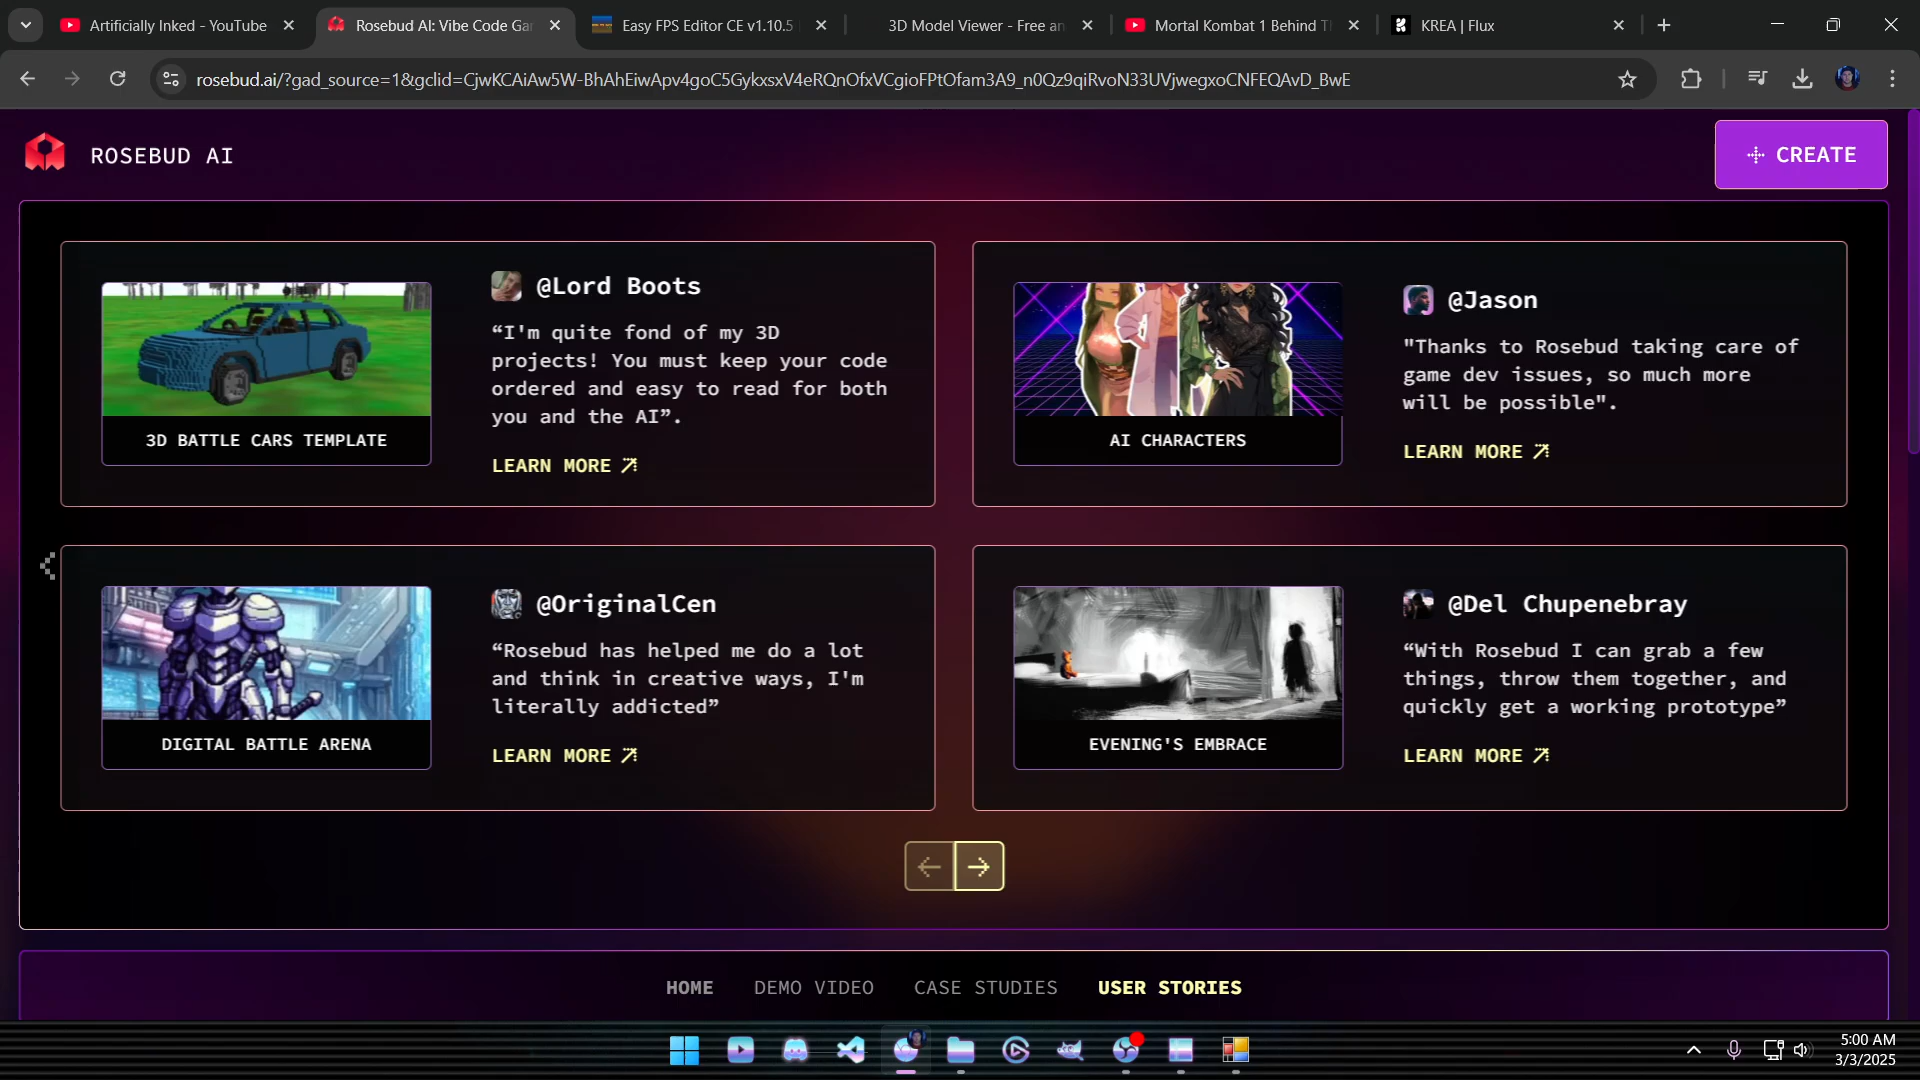 Artificially Inked - YouTube
Rosebud AI: Vibe Code Gar
Easy FPS Editor CE v1.10.5
3D Model Viewer - Free an
Mortal Kombat 1 Behind Th
KREA | Flux
rosebud.ai/?gad_source=1&gclid=CjwKCAiAw5W-BhAhEiwApv4goC5GykxsxV4eRQnOfxVCgioFPtOfam3A9_n0Qz9qiRvoN33UVjwegxoCNFEQAvD_BwE
ROSEBUD AI
CREATE
@Lord Boots
“I'm quite fond of my 3D
projects! You must keep your code
ordered and easy to read for both
you and the AI”.
LEARN MORE
3D BATTLE CARS TEMPLATE
@Jason
"Thanks to Rosebud taking care of
game dev issues, so much more
will be possible".
LEARN MORE
AI CHARACTERS
@OriginalCen
“Rosebud has helped me do a lot
and think in creative ways, I'm
literally addicted”
LEARN MORE
DIGITAL BATTLE ARENA
@Del Chupenebray
“With Rosebud I can grab a few
things, throw them together, and
quickly get a working prototype”
LEARN MORE
EVENING'S EMBRACE
HOME
DEMO VIDEO
CASE STUDIES
USER STORIES
5:00 AM
3/3/2025